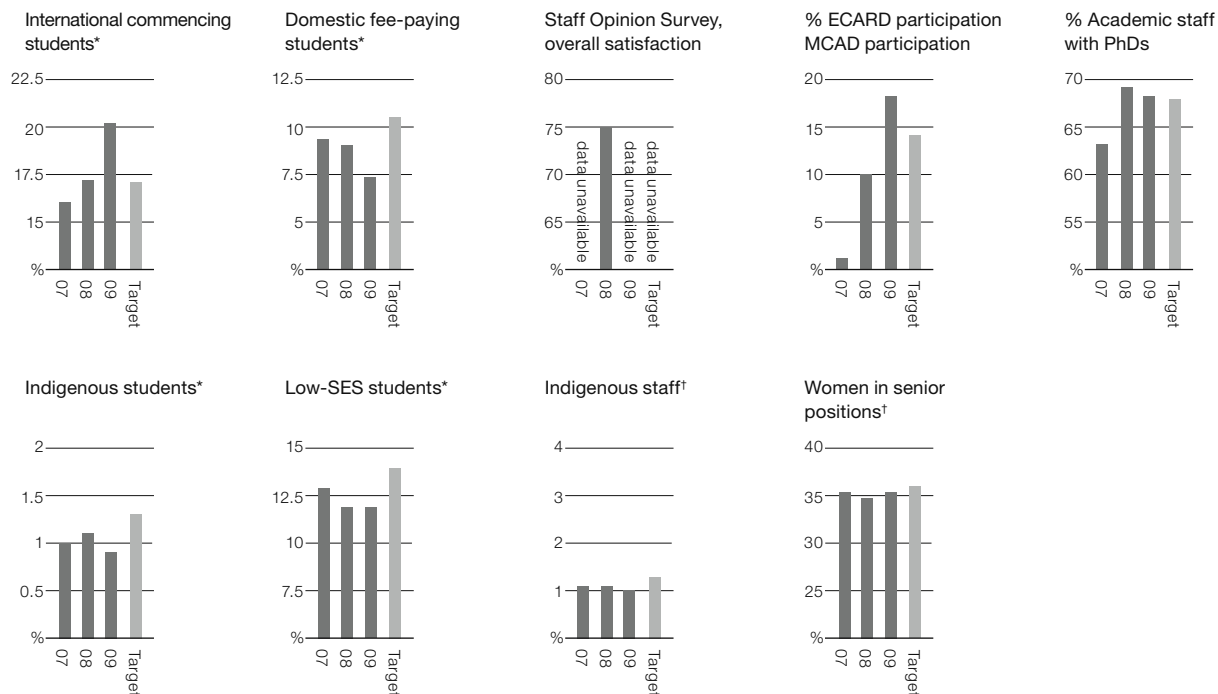 International commencing
students*
22.5
20
17.5
15
%
07
08
09
Target
Domestic fee-paying
students*
12.5
10
7.5
5
%
07
08
09
Target
Staff Opinion Survey,
overall satisfaction
80
75
70
65
%
data unavailable
data unavailable
data unavailable
07
08
09
Target
% ECARD participation
MCAD participation
20
15
10
5
%
07
08
09
Target
% Academic staff
with PhDs
70
65
60
55
%
07
08
09
Target
Indigenous students*
2
1.5
1
0.5
%
07
08
09
Target
Low-SES students*
15
12.5
10
7.5
%
07
08
09
Target
Indigenous staff†
4
3
2
1
%
07
08
09
Target
Women in senior
positions†
40
35
30
25
%
07
08
09
Target